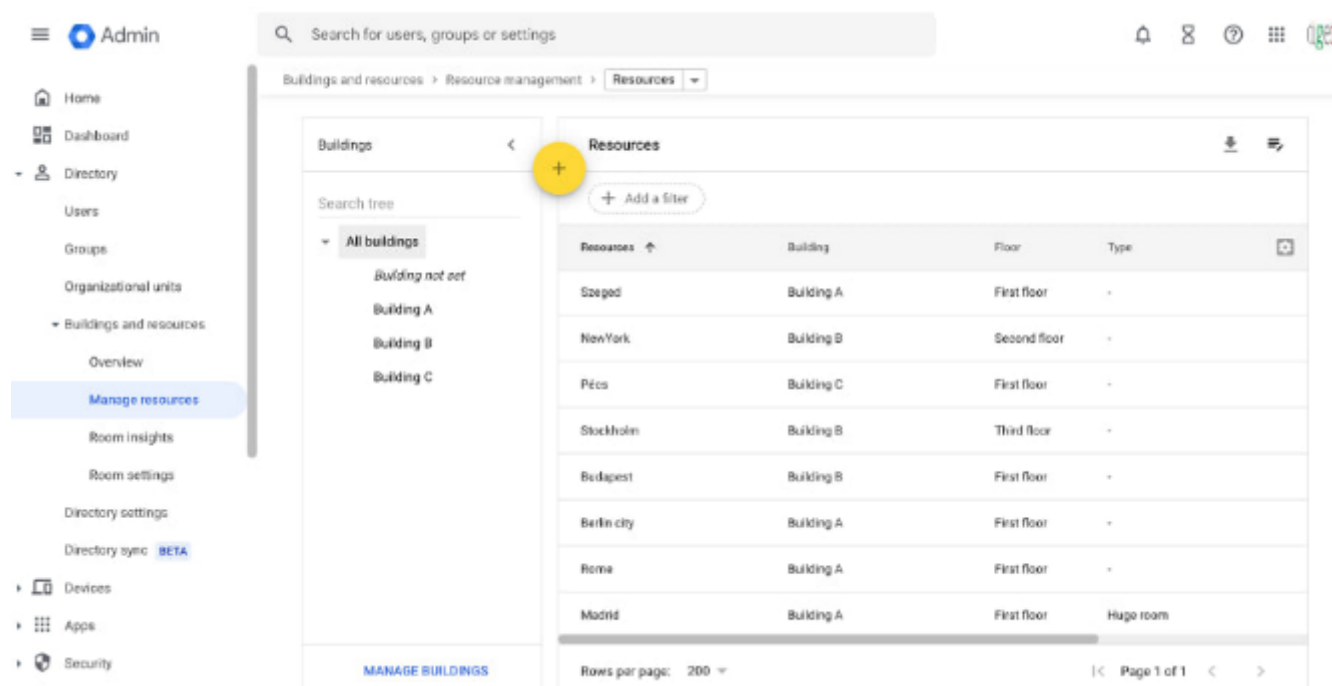 Admin
Search for users, groups or settings
Buildings and resources > Resource management > Resources
Home
Dashboard
Directory
Users
Groups
Organizational units
Buildings and resources
Overview
Manage resources
Room insights
Room settings
Directory settings
Directory sync BETA
Devices
Apps
Security
Buildings
Search tree
All buildings
Building not set
Building A
Building B
Building C
MANAGE BUILDINGS
Resources
+ Add a filter
Resources Building Floor Type
Szeged Building A First floor -
NewYork Building B Second floor -
Pécs Building C First floor -
Stockholm Building B Third floor -
Budapest Building B First floor -
Berlin city Building A First floor -
Rome Building A First floor -
Madrid Building A First floor Huge room
Rows per page: 200 Page 1 of 1